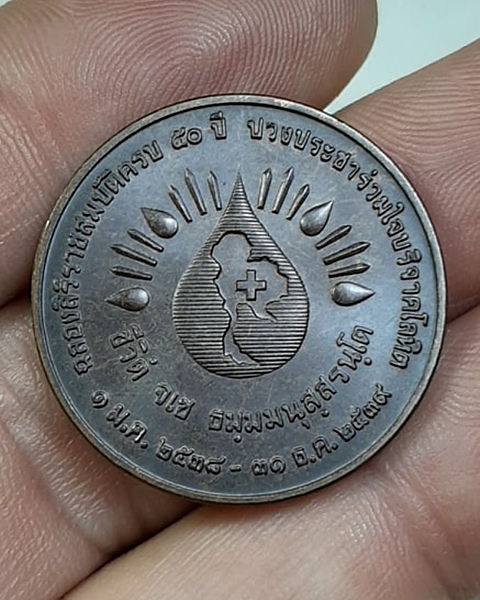 ฉลองสิริราชสมบัติครบ ๕๐ ปี ปวงประชาร่วมใจบริจาคโลหิต
ชีวิตํ จเช ธมฺมมนุสฺสรนฺโต
๑ ม.ค. ๒๕๓๘ - ๓๑ ธ.ค. ๒๕๓๙